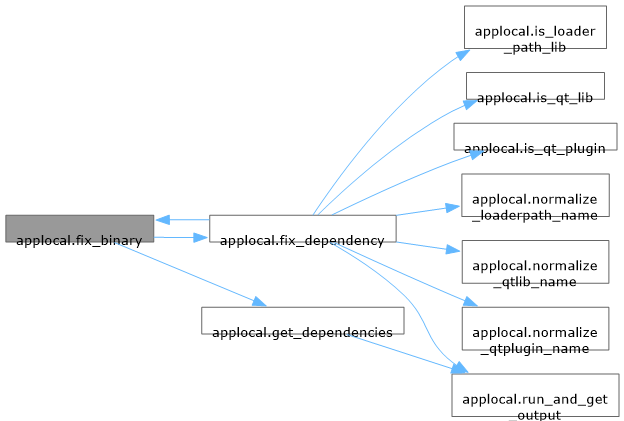 applocal.is_loader
_path_lib
applocal.is_qt_lib
applocal.is_qt_plugin
applocal.normalize
_loaderpath_name
applocal.fix_binary
applocal.fix_dependency
applocal.normalize
_qtlib_name
applocal.get_dependencies
applocal.normalize
_qtplugin_name
applocal.run_and_get
_output